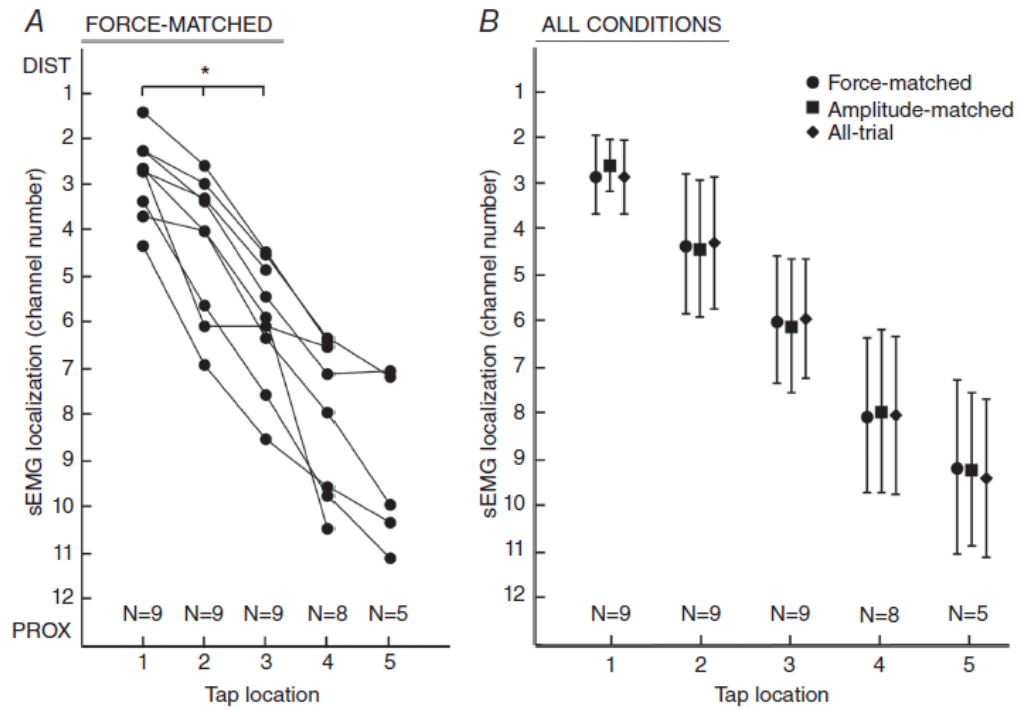 A FORCE-MATCHED
DIST
*
1
2
3
4
5
6
7
8
9
10
11
12
PROX
sEMG localization (channel number)
N=9 N=9 N=9 N=8 N=5
1 2 3 4 5
Tap location
B ALL CONDITIONS
Force-matched
Amplitude-matched
All-trial
1
2
3
4
5
6
7
8
9
10
11
12
sEMG localization (channel number)
N=9 N=9 N=9 N=8 N=5
1 2 3 4 5
Tap location